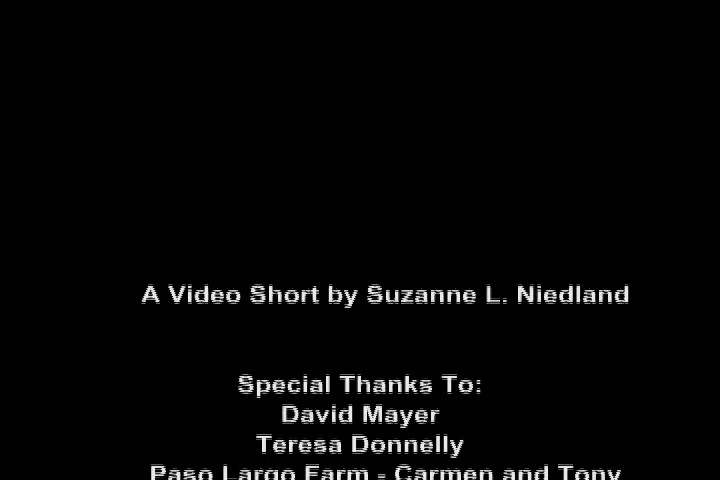 A Video Short by Suzanne L. Niedland
Special Thanks To:
David Mayer
Teresa Donnelly
Paso Largo Farm - Carmen and Tony